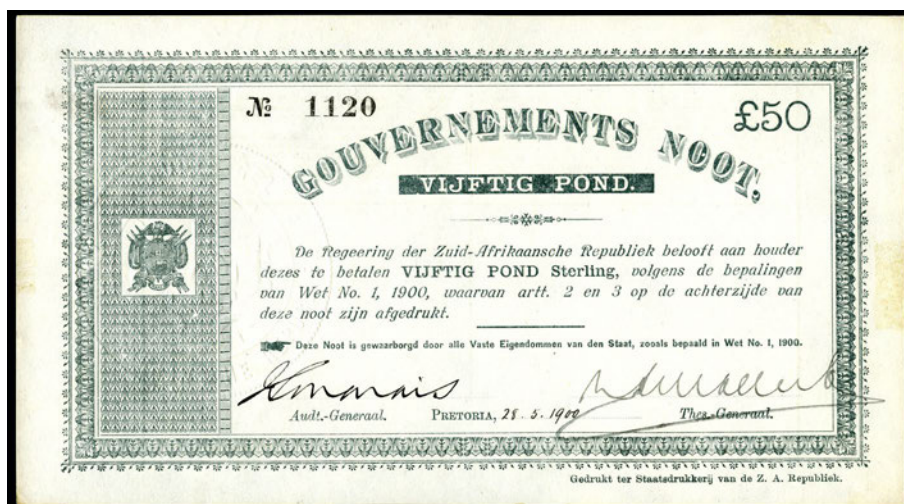 № 1120 £50
GOUVERNEMENTS NOOT,
VIJFTIG POND.
De Regeering der Zuid-Afrikaansche Republiek belooft aan houder
dezes te betalen VIJFTIG POND Sterling, volgens de bepalingen
van Wet No. 1, 1900, waarvan artt. 2 en 3 op de achterzijde van
deze noot zijn afgedrukt.
Deze Noot is gewaarborgd door alle Vaste Eigendommen van den Staat, zooals bepaald in Wet No. 1, 1900.
Audt.-Generaal. PRETORIA, 28.5.1900 Thes.-Generaal.
Gedrukt ter Staatsdrukkerij van de Z. A. Republiek.